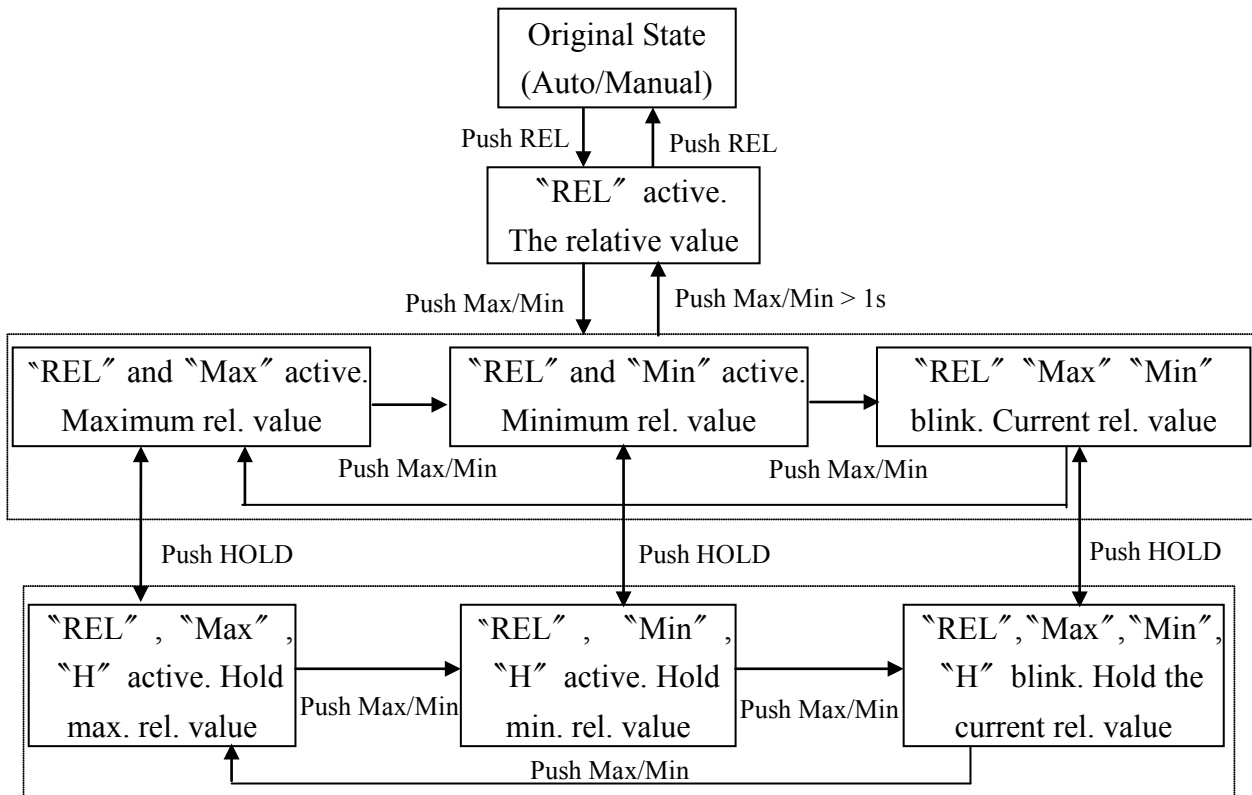 Original State
(Auto/Manual)
Push REL
Push REL
〝REL〞 active.
The relative value
Push Max/Min
Push Max/Min > 1s
〝REL〞 and 〝Max〞 active.
Maximum rel. value
〝REL〞 and 〝Min〞 active.
Minimum rel. value
〝REL〞 〝Max〞 〝Min〞
blink. Current rel. value
Push Max/Min
Push Max/Min
Push HOLD
Push HOLD
Push HOLD
〝REL〞 , 〝Max〞 ,
〝H〞 active. Hold
max. rel. value
〝REL〞 , 〝Min〞 ,
〝H〞 active. Hold
min. rel. value
〝REL〞,〝Max〞,〝Min〞,
〝H〞 blink. Hold the
current rel. value
Push Max/Min
Push Max/Min
Push Max/Min